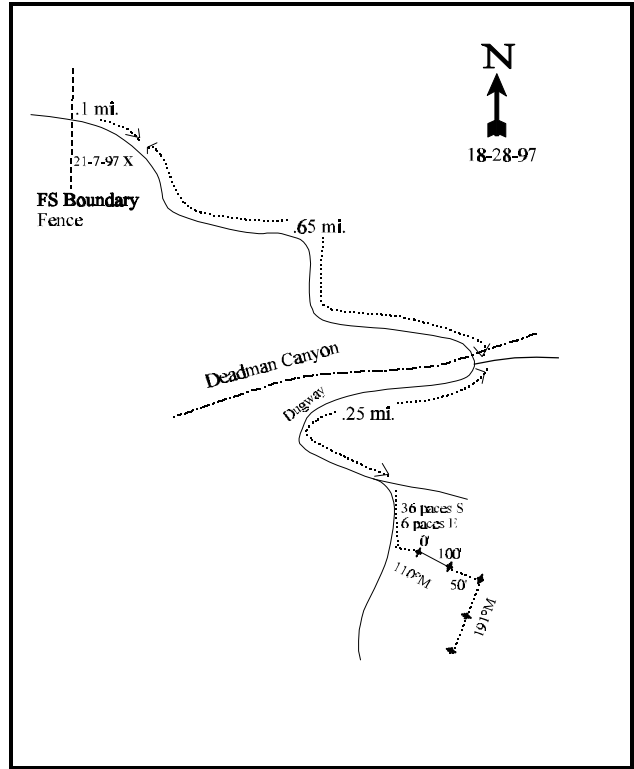 N
18-28-97
.1 mi.
21-7-97 X
FS Boundary
Fence
.65 mi.
Deadman Canyon
Dugway
.25 mi.
36 paces S
6 paces E
0'
100'
110°M
50'
191°M